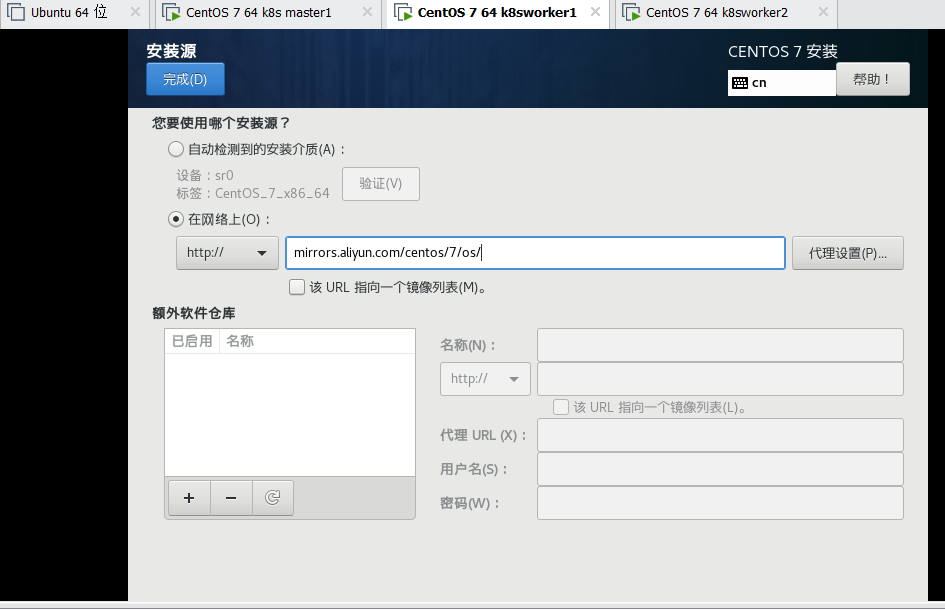 Ubuntu 64 位 CentOS 7 64 k8s master1 CentOS 7 64 k8sworker1 CentOS 7 64 k8sworker2
安装源
CENTOS 7 安装
完成(D)
cn
帮助！
您要使用哪个安装源？
自动检测到的安装介质(A)：
设备：sr0
标签：CentOS_7_x86_64
验证(V)
在网络上(O)：
http:// mirrors.aliyun.com/centos/7/os/ 代理设置(P)...
该 URL 指向一个镜像列表(M)。
额外软件仓库
已启用 名称
名称(N)：
http://
该 URL 指向一个镜像列表(L)。
代理 URL (X)：
用户名(S)：
密码(W)：